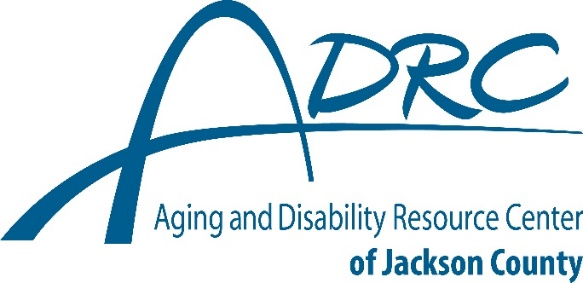 ADRC
Aging and Disability Resource Center
of Jackson County